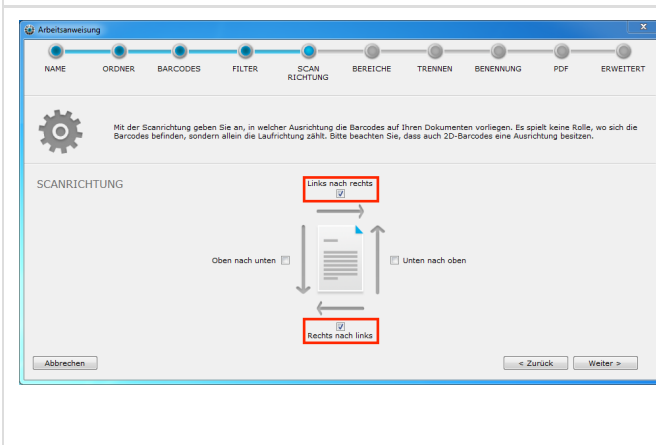 Arbeitsanweisung
x
NAME
ORDNER
BARCODES
FILTER
SCAN
RICHTUNG
BEREICHE
TRENNEN
BENENNUNG
PDF
ERWEITERT
Mit der Scanrichtung geben Sie an, in welcher Ausrichtung die Barcodes auf Ihren Dokumenten vorliegen. Es spielt keine Rolle, wo sich die
Barcodes befinden, sondern allein die Laufrichtung zählt. Bitte beachten Sie, dass auch 2D-Barcodes eine Ausrichtung besitzen.
SCANRICHTUNG
Links nach rechts
Oben nach unten
Unten nach oben
Rechts nach links
Abbrechen
< Zurück
Weiter >